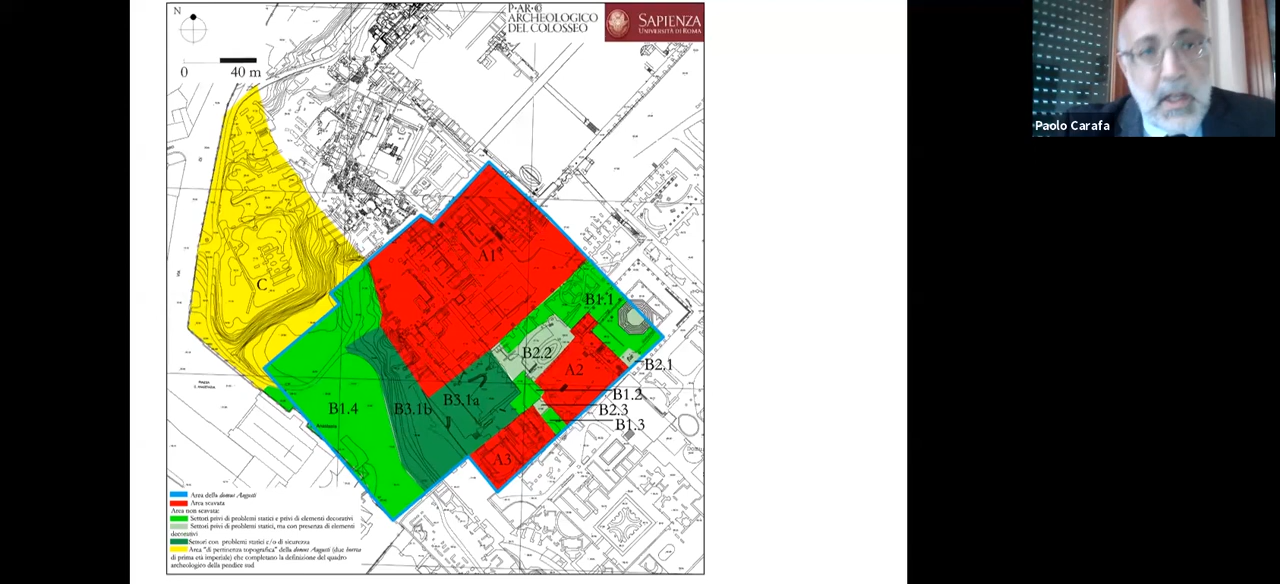 N
0 40 m
P·AR·CO
ARCHEOLOGICO
DEL COLOSSEO
SAPIENZA
UNIVERSITÀ DI ROMA
Paolo Carafa
A1
C
B1.1
B2.2
A2
B2.1
B1.2
B2.3
B1.3
B1.4
B3.1b
B3.1a
A3
Area della domus Augusti
Area scavata
Area non scavata:
Settori privi di problemi statici e privi di elementi decorativi
Settori privi di problemi statici, ma con presenza di elementi
decorativi
Settori con problemi statici e/o di sicurezza
Area "di pertinenza topografica" della domus Augusti (due horrea
di prima età imperiale) che completano la definizione del quadro
archeologico della pendice sud